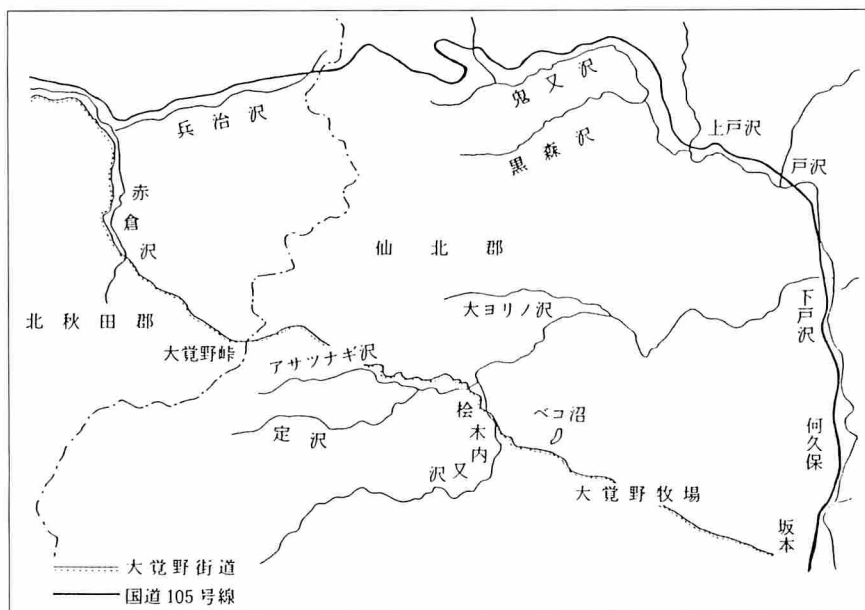 兵治沢
鬼又沢
黒森沢
上戸沢
戸沢
赤倉沢
仙北郡
北秋田郡
大ヨリノ沢
下戸沢
大覚野峠
アサツナギ沢
定沢
桧木内又沢
ベコ沼
何久保
大覚野牧場
坂本
大覚野街道
国道105号線